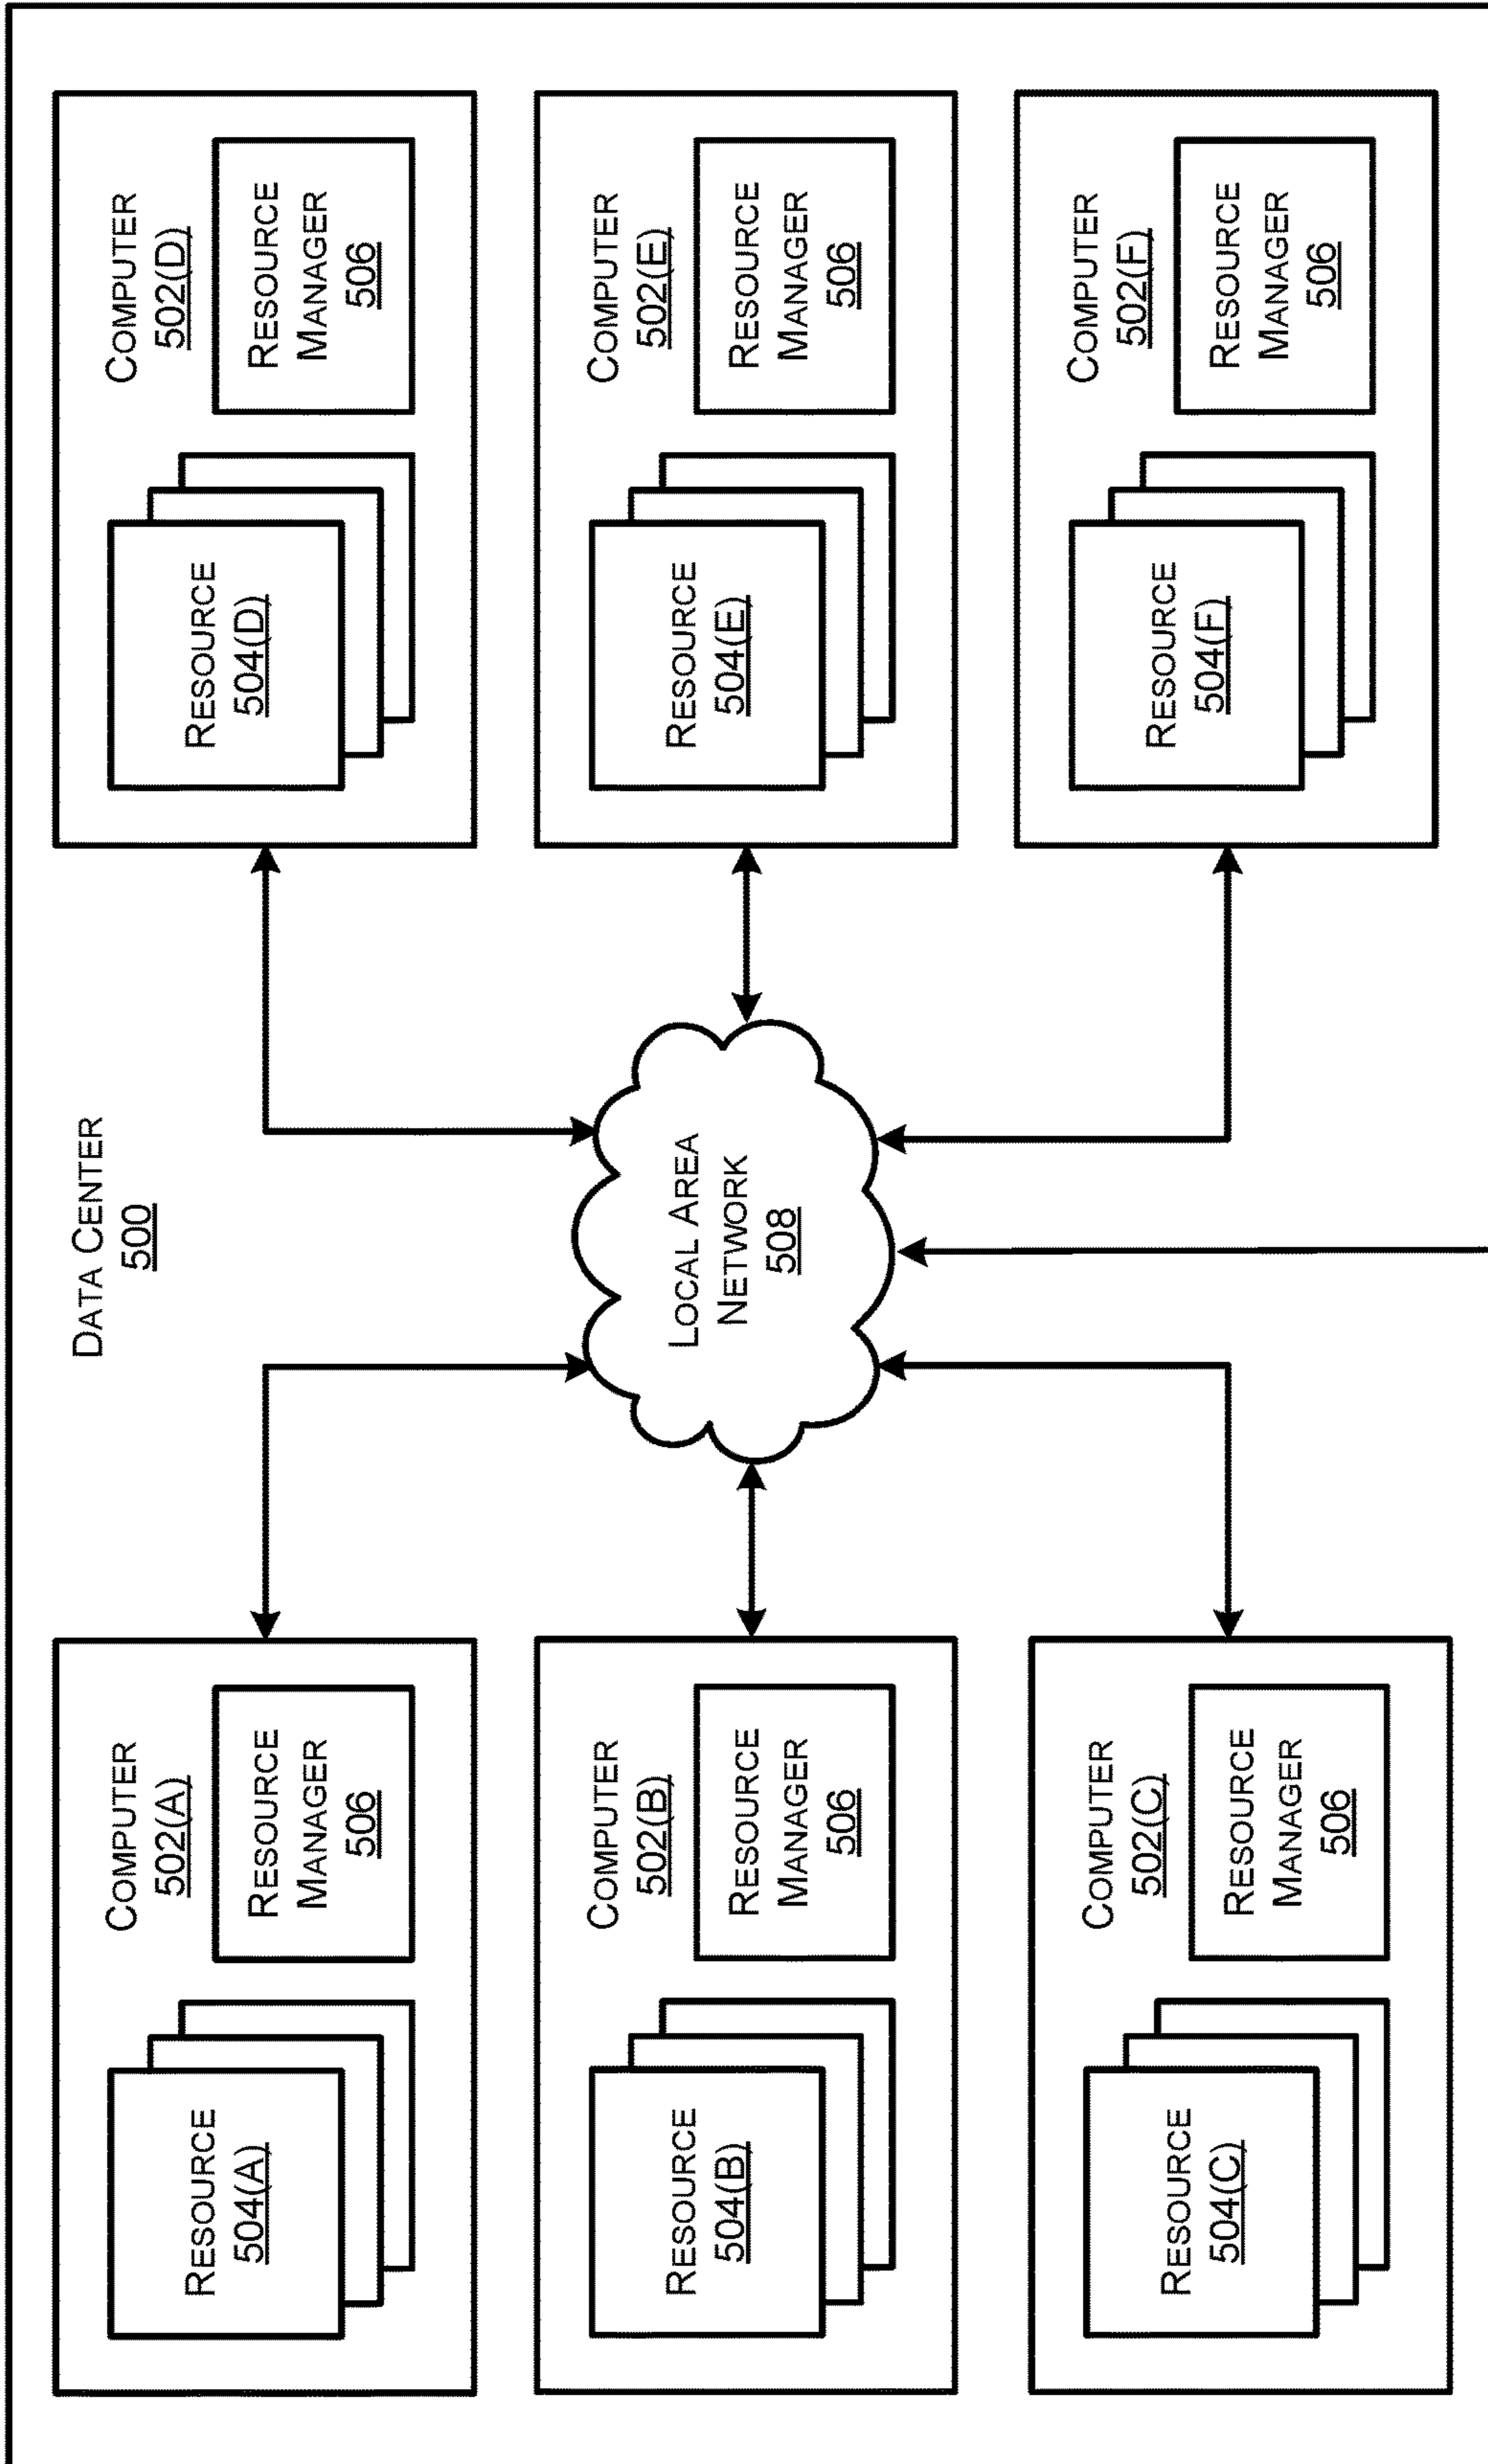 DATA CENTER
500
COMPUTER
502(A)
RESOURCE
504(A)
RESOURCE
MANAGER
506
COMPUTER
502(D)
RESOURCE
504(D)
RESOURCE
MANAGER
506
COMPUTER
502(B)
RESOURCE
504(B)
RESOURCE
MANAGER
506
LOCAL AREA
NETWORK
508
COMPUTER
502(E)
RESOURCE
504(E)
RESOURCE
MANAGER
506
COMPUTER
502(C)
RESOURCE
504(C)
RESOURCE
MANAGER
506
COMPUTER
502(F)
RESOURCE
504(F)
RESOURCE
MANAGER
506